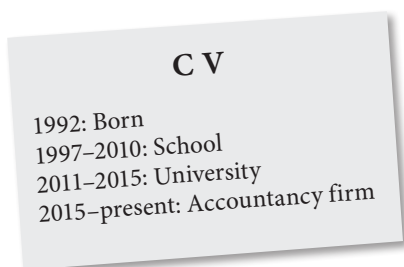 C V
1992: Born
1997–2010: School
2011–2015: University
2015–present: Accountancy firm